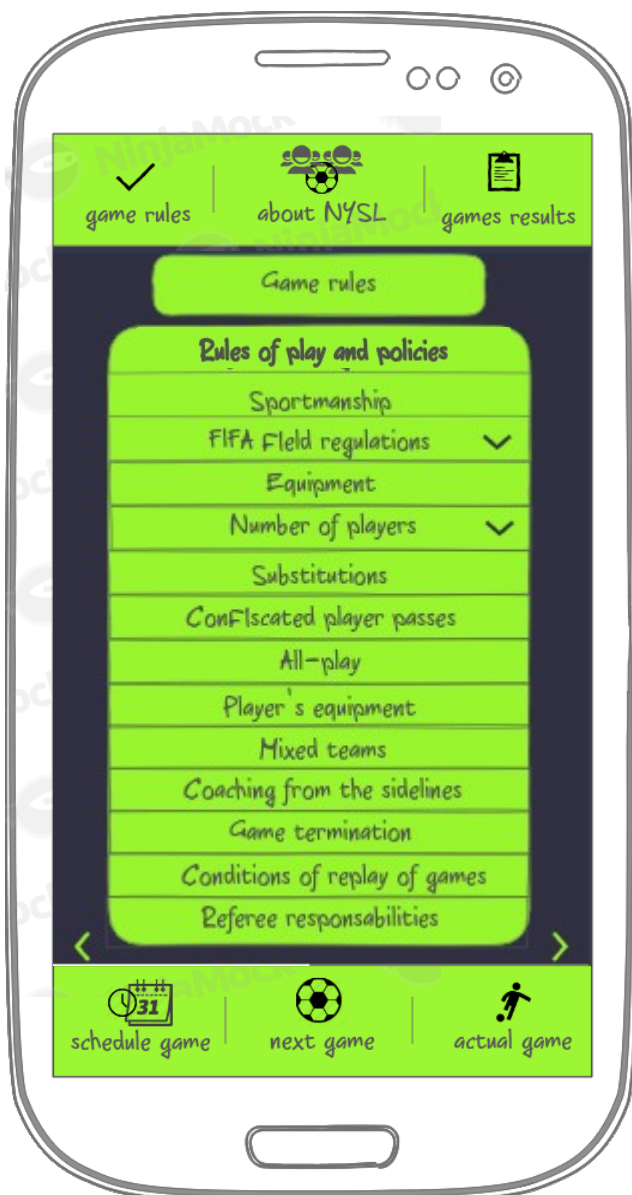 NinjaMock
game rules
about NYSL
games results
NinjaMock
Game rules
Rules of play and policies
Sportmanship
FIFA FIeld regulations
Equipment
Number of players
Substitutions
ConFIscated player passes
All-play
Player's equipment
Mixed teams
Coaching from the sidelines
Game termination
Conditions of replay of games
Referee responsabilities
31
schedule game
next game
actual game